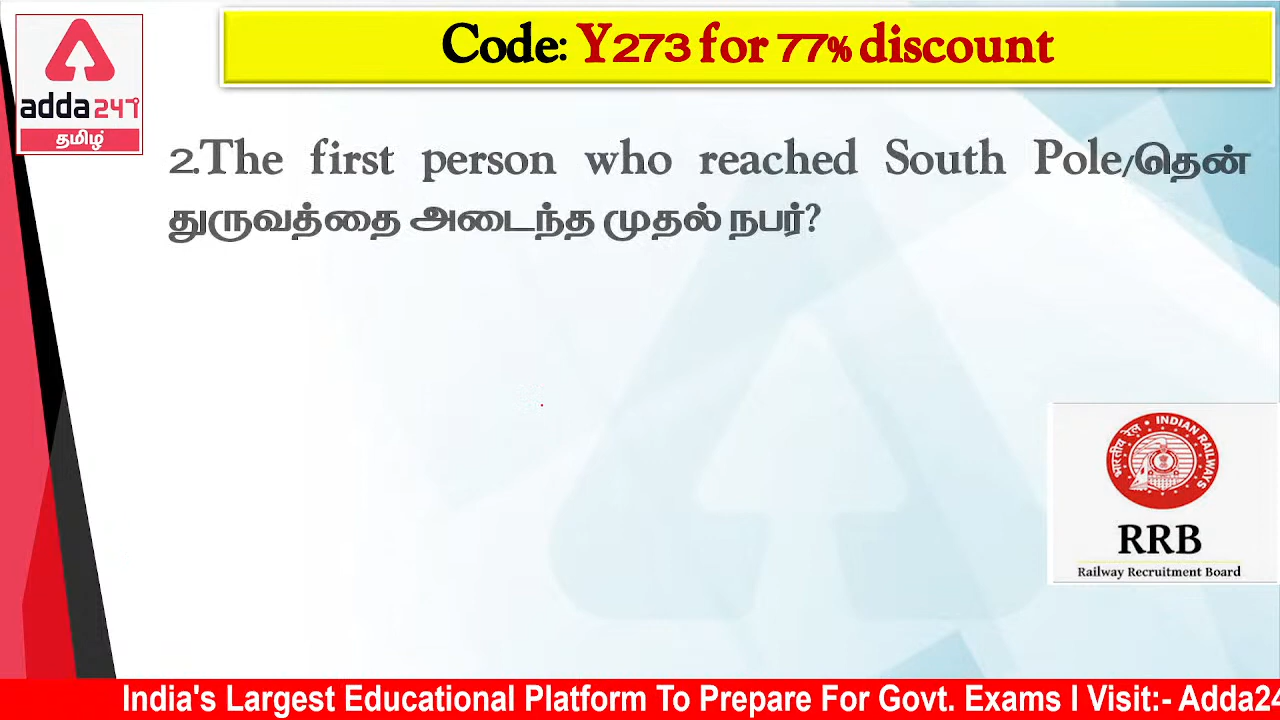 Code: Y273 for 77% discount
adda247
தமிழ்
2.The first person who reached South Pole/தென்
துருவத்தை அடைந்த முதல் நபர்?
भारतीय रेल INDIAN RAILWAYS
RRB
Railway Recruitment Board
India's Largest Educational Platform To Prepare For Govt. Exams I Visit:- Adda24